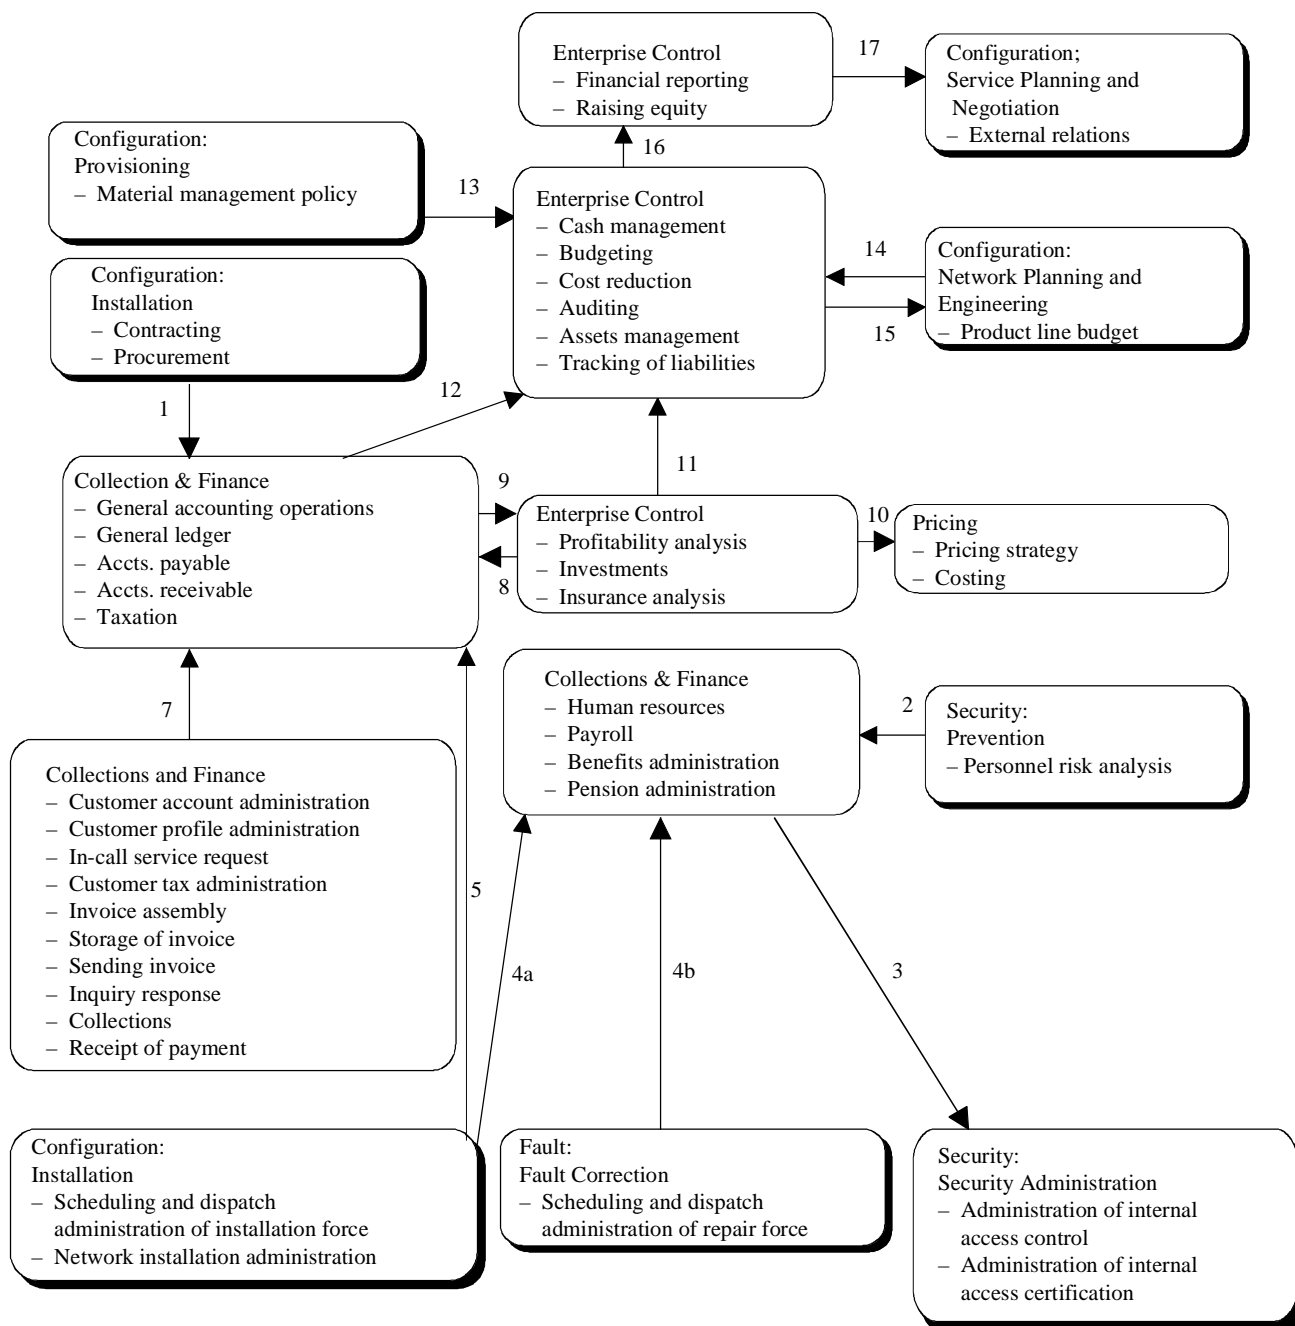 Enterprise Control
– Financial reporting
– Raising equity
17
Configuration;
Service Planning and
Negotiation
– External relations
Configuration:
Provisioning
– Material management policy
13
16
Enterprise Control
– Cash management
– Budgeting
– Cost reduction
– Auditing
– Assets management
– Tracking of liabilities
14
15
Configuration:
Network Planning and
Engineering
– Product line budget
Configuration:
Installation
– Contracting
– Procurement
1
12
11
Collection & Finance
– General accounting operations
– General ledger
– Accts. payable
– Accts. receivable
– Taxation
9
8
Enterprise Control
– Profitability analysis
– Investments
– Insurance analysis
10
Pricing
– Pricing strategy
– Costing
7
Collections & Finance
– Human resources
– Payroll
– Benefits administration
– Pension administration
2
Security:
Prevention
– Personnel risk analysis
Collections and Finance
– Customer account administration
– Customer profile administration
– In-call service request
– Customer tax administration
– Invoice assembly
– Storage of invoice
– Sending invoice
– Inquiry response
– Collections
– Receipt of payment
5
4a
4b
3
Configuration:
Installation
– Scheduling and dispatch
administration of installation force
– Network installation administration
Fault:
Fault Correction
– Scheduling and dispatch
administration of repair force
Security:
Security Administration
– Administration of internal
access control
– Administration of internal
access certification